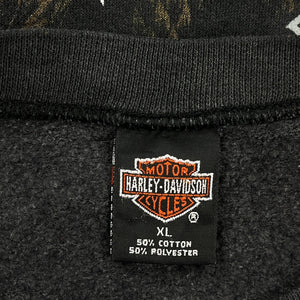 MOTOR
HARLEY-DAVIDSON
CYCLES
®
XL
50% COTTON
50% POLYESTER